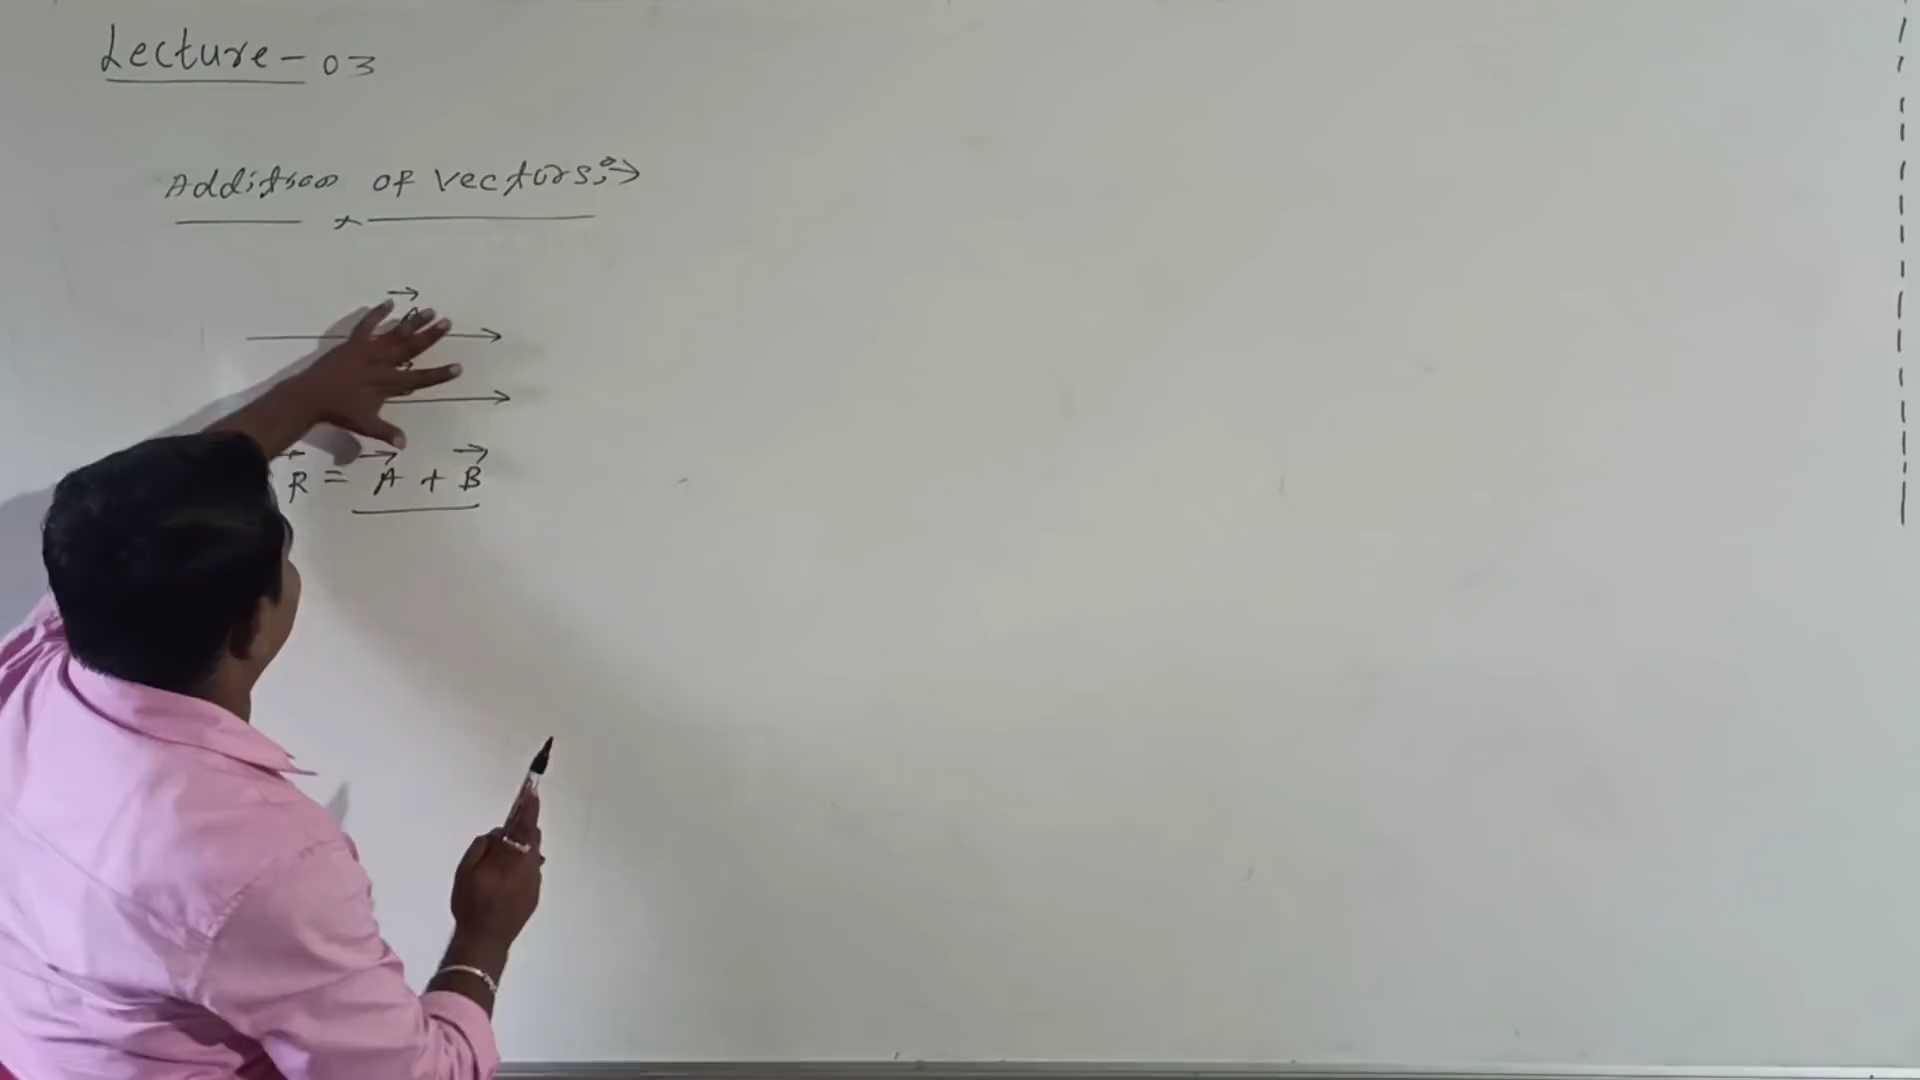 Lecture - 03
Addition of vectors:→
R⃗ = A⃗ + B⃗